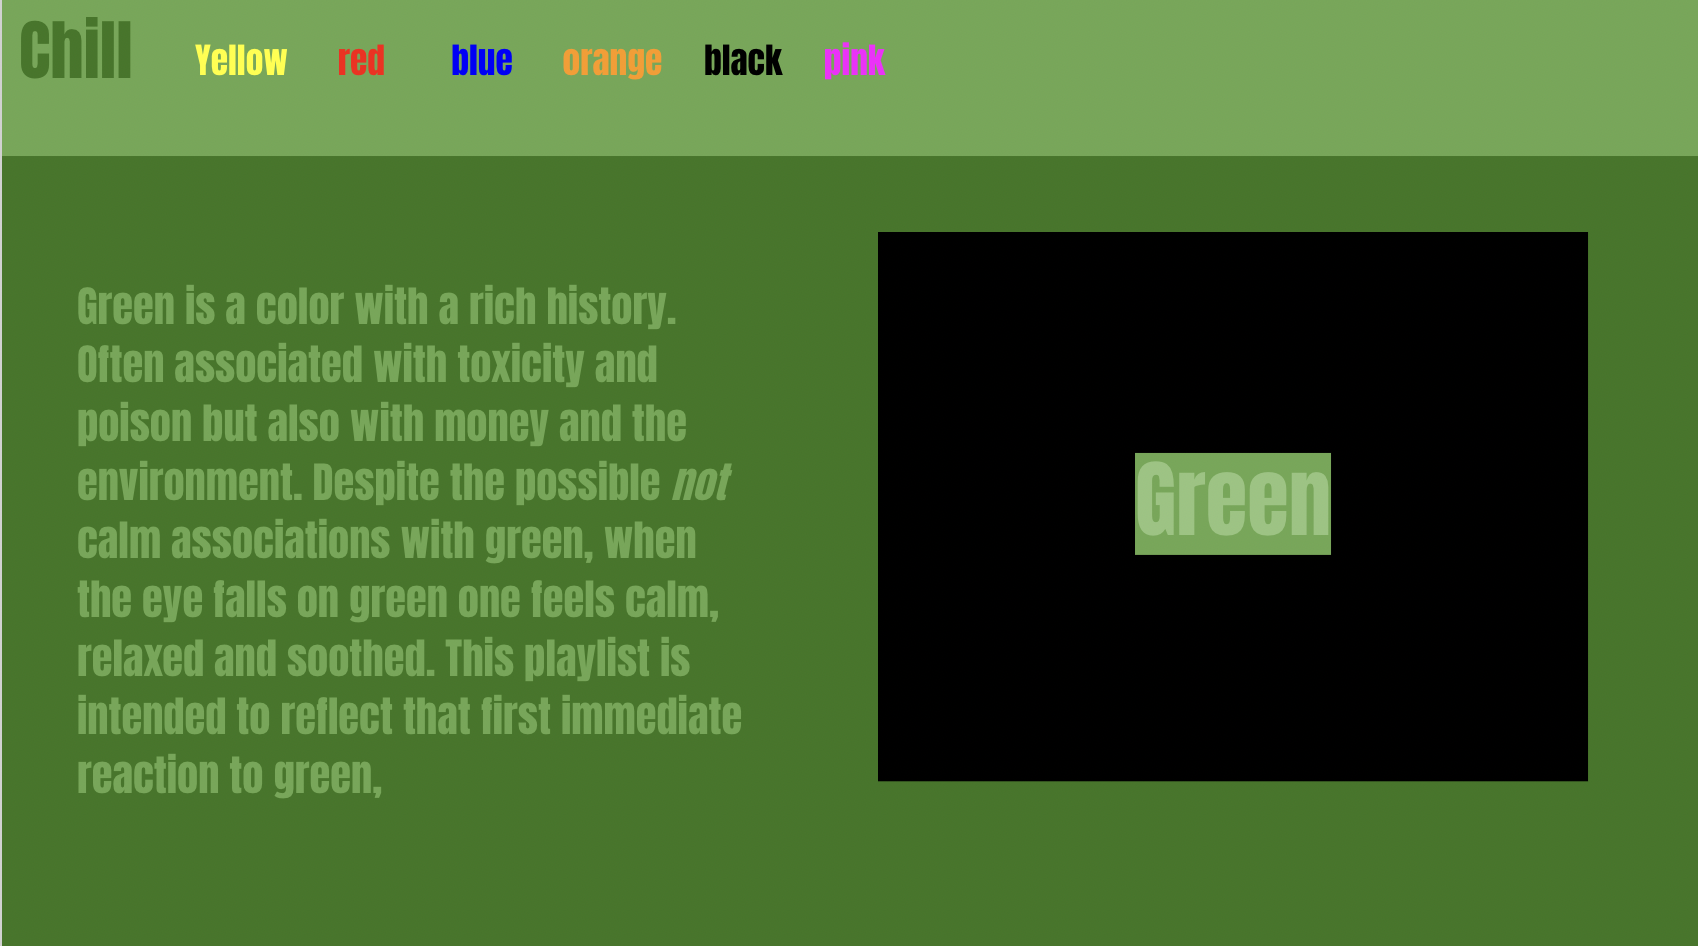 Chill
Yellow red blue orange black pink
Green is a color with a rich history.
Often associated with toxicity and
poison but also with money and the
environment. Despite the possible not
calm associations with green, when
the eye falls on green one feels calm,
relaxed and soothed. This playlist is
intended to reflect that first immediate
reaction to green,
Green